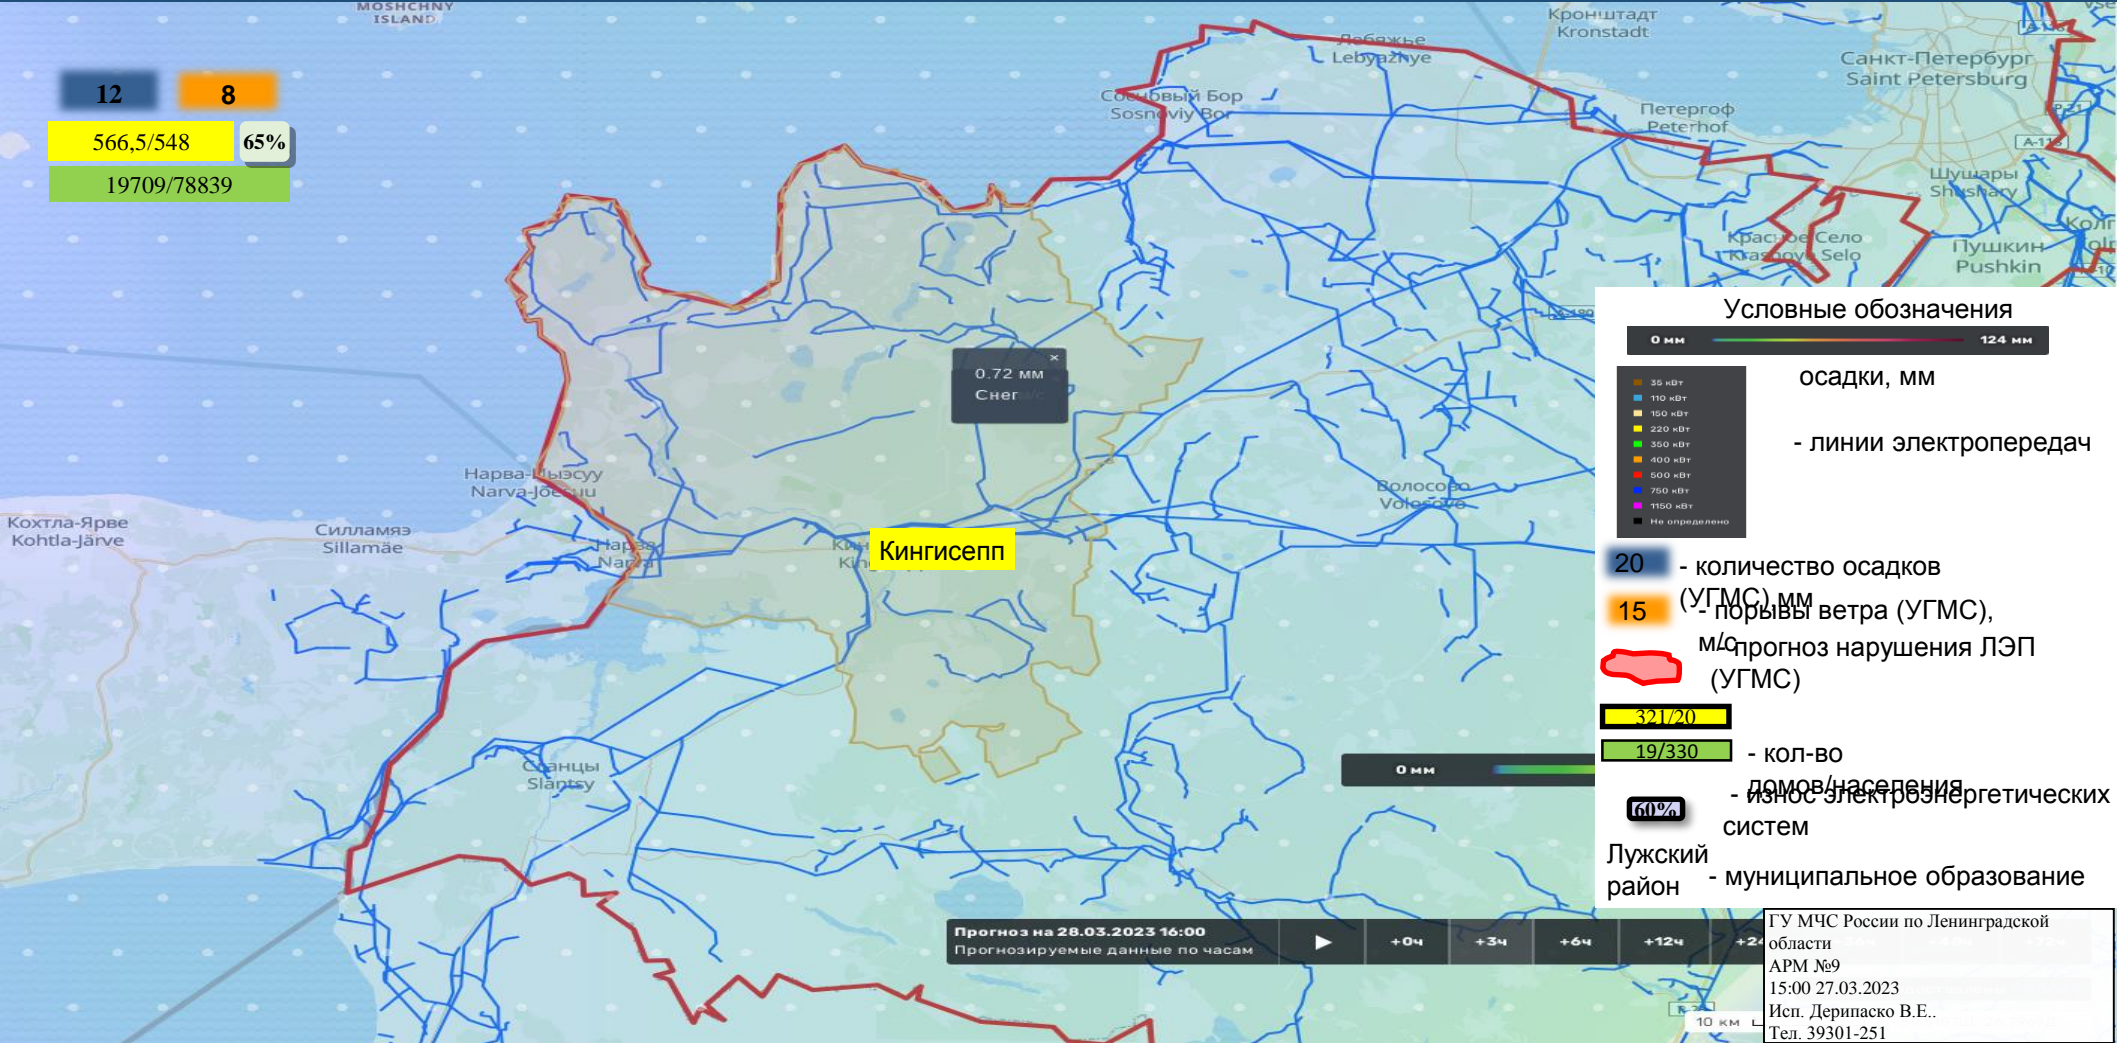 MOSHCHNY
ISLAND
Кронштадт
Kronstadt
Лебяжье
Lebyazhye
Санкт-Петербург
Saint Petersburg
12
8
566,5/548
65%
19709/78839
Сосновый Бор
Sosnoviy Bor
Петергоф
Peterhof
Шушары
Shushary
Красное Село
Krasnoye Selo
Пушкин
Pushkin
0.72 мм
Снег
Нарва-Йыэсуу
Narva-Jõesuu
Кохтла-Ярве
Kohtla-Järve
Силламяэ
Sillamäe
Нарва
Narva
Кингисепп
Волосово
Volosovo
Сланцы
Slantsy
0 мм
Условные обозначения
0 мм
124 мм
осадки, мм
35 кВт
110 кВт
150 кВт
220 кВт
350 кВт
400 кВт
500 кВт
750 кВт
1150 кВт
Не определено
- линии электропередач
20
- количество осадков
(УГМС),мм
15
- порывы ветра (УГМС),
м/с
- прогноз нарушения ЛЭП
(УГМС)
321/20
19/330
- кол-во
домов/населения
60%
- износ электроэнергетических
систем
Лужский
район
- муниципальное образование
Прогноз на 28.03.2023 16:00
Прогнозируемые данные по часам
+0ч
+3ч
+6ч
+12ч
+24
10 км
ГУ МЧС России по Ленинградской
области
АРМ №9
15:00 27.03.2023
Исп. Дерипаско В.Е..
Тел. 39301-251